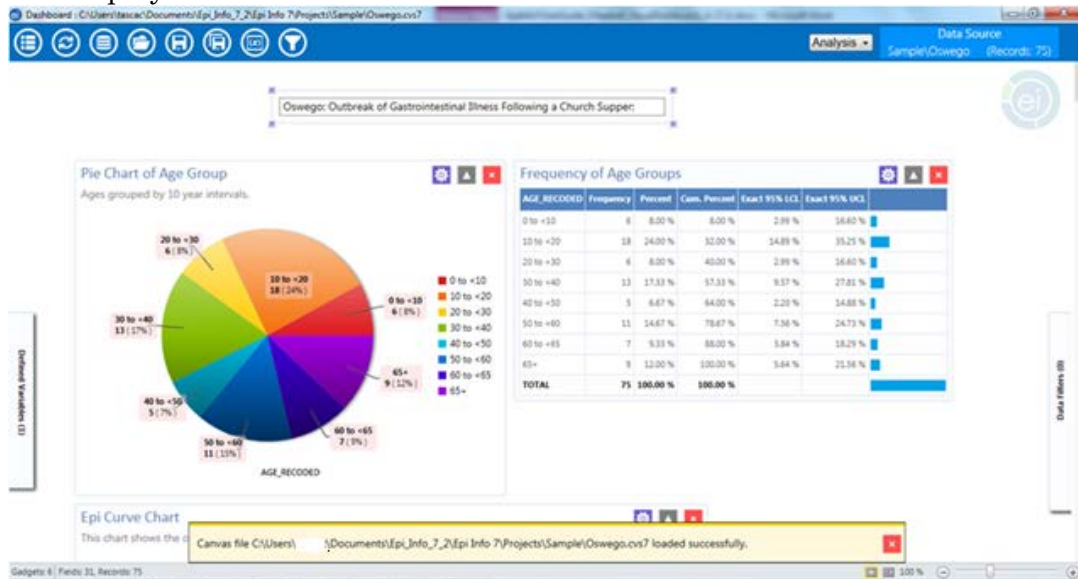 Dashboard : C:\Users\tascac\Documents\Epi_Info_7_2\Epi Info 7\Projects\Sample\Oswego.cvs7
Analysis
Data Source
Sample\Oswego (Records: 75)
Oswego: Outbreak of Gastrointestinal Illness Following a Church Supper:
ei
Pie Chart of Age Group
Ages grouped by 10 year intervals.
20 to <30
6 ( 8% )
10 to <20
18 ( 24% )
0 to <10
6 ( 8% )
30 to <40
13 ( 17% )
65+
9 ( 12% )
40 to <50
5 ( 7% )
60 to <65
7 ( 9% )
50 to <60
11 ( 15% )
AGE_RECODED
0 to <10
10 to <20
20 to <30
30 to <40
40 to <50
50 to <60
60 to <65
65+
Frequency of Age Groups
AGE_RECODED Frequency Percent Cum. Percent Exact 95% LCL Exact 95% UCL
0 to <10 6 8.00 % 8.00 % 2.99 % 16.60 %
10 to <20 18 24.00 % 32.00 % 14.89 % 35.25 %
20 to <30 6 8.00 % 40.00 % 2.99 % 16.60 %
30 to <40 13 17.33 % 57.33 % 9.57 % 27.81 %
40 to <50 5 6.67 % 64.00 % 2.20 % 14.88 %
50 to <60 11 14.67 % 78.67 % 7.56 % 24.73 %
60 to <65 7 9.33 % 88.00 % 3.84 % 18.29 %
65+ 9 12.00 % 100.00 % 5.64 % 21.56 %
TOTAL 75 100.00 % 100.00 %
Defined Variables (1)
Data Filters (0)
Epi Curve Chart
This chart shows the
Canvas file C:\Users\ \Documents\Epi_Info_7_2\Epi Info 7\Projects\Sample\Oswego.cvs7 loaded successfully.
Gadgets: 6 Fields: 31, Records: 75
100 %